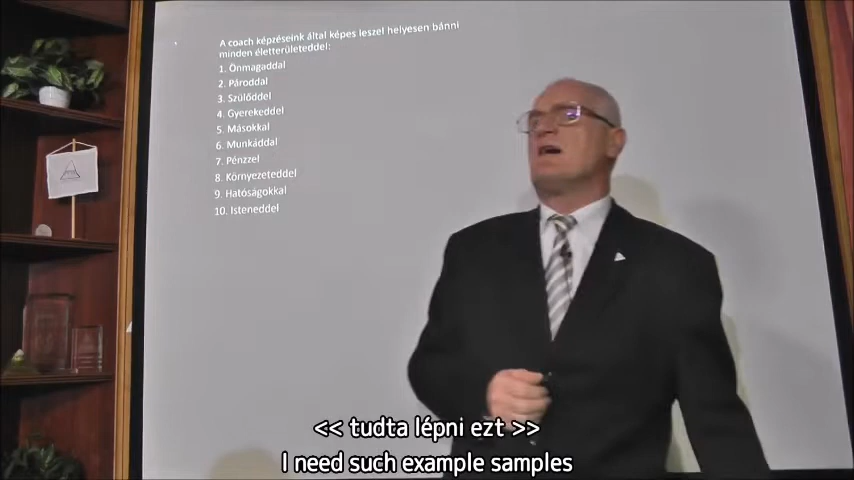 A coach képzéseink által képes leszel helyesen bánni
minden életterületeddel:
1. Önmagaddal
2. Pároddal
3. Szülőddel
4. Gyerekeddel
5. Másokkal
6. Munkáddal
7. Pénzzel
8. Környezeteddel
9. Hatóságokkal
10. Isteneddel
<< tudta lépni ezt >>
I need such example samples